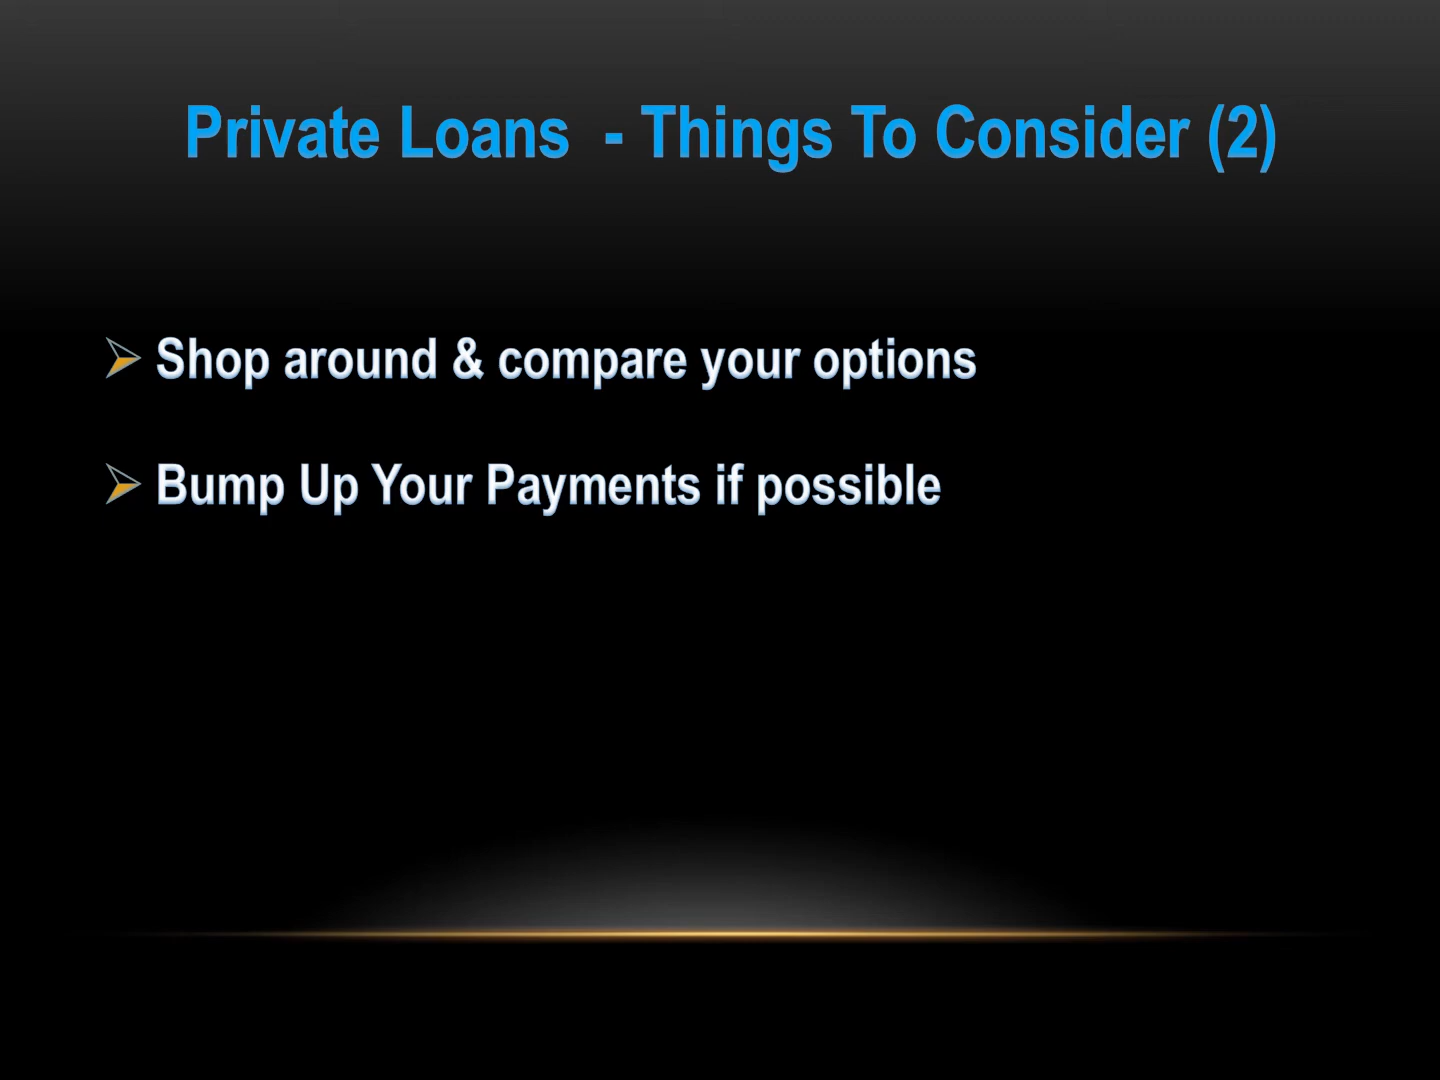 Private Loans  - Things To Consider (2)
Shop around & compare your options
Bump Up Your Payments if possible